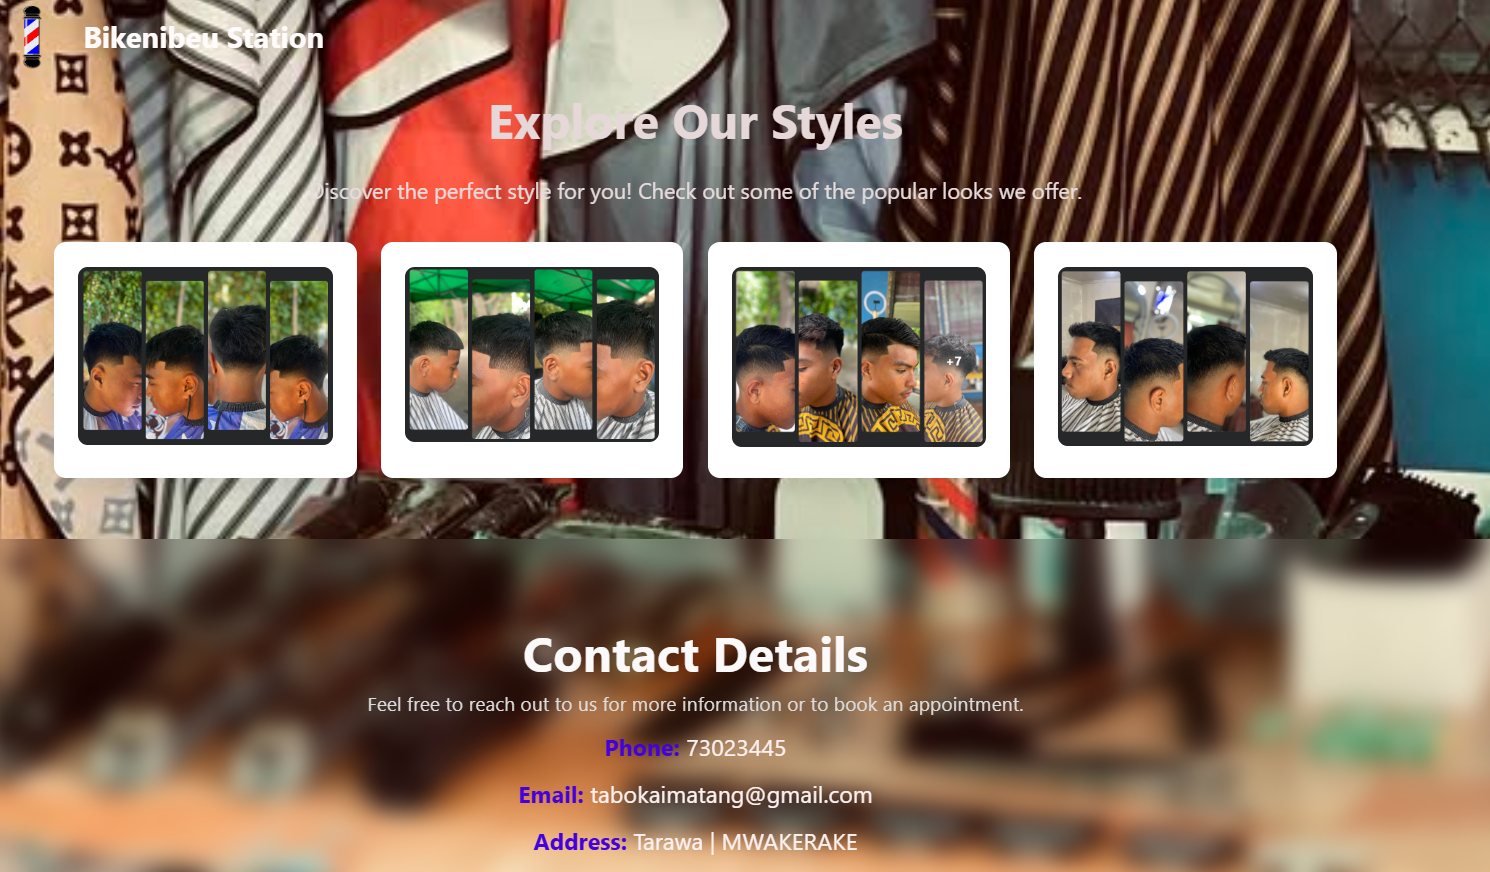 Bikenibeu Station
Explore Our Styles
Discover the perfect style for you! Check out some of the popular looks we offer.
+7
Contact Details
Feel free to reach out to us for more information or to book an appointment.
Phone: 73023445
Email: tabokaimatang@gmail.com
Address: Tarawa | MWAKERAKE